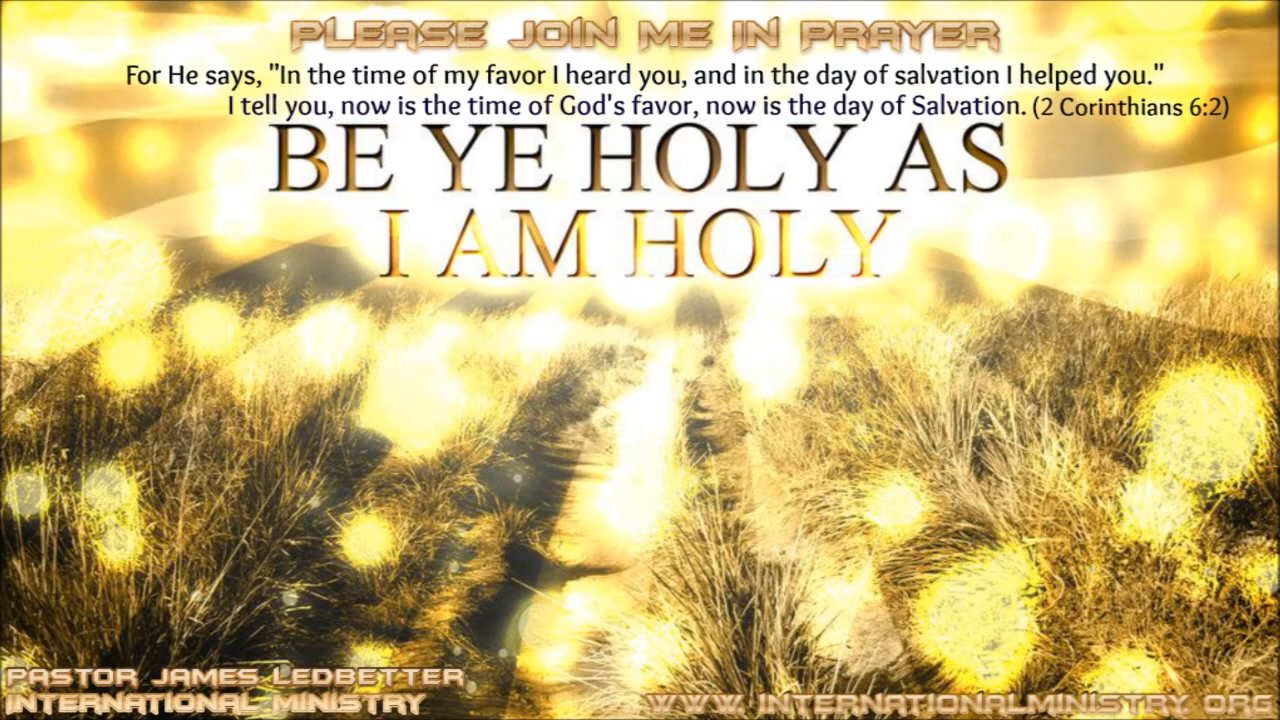 PLEASE JOIN ME IN PRAYER
For He says, "In the time of my favor I heard you, and in the day of salvation I helped you."
I tell you, now is the time of God's favor, now is the day of Salvation. (2 Corinthians 6:2)
BE YE HOLY AS
I AM HOLY
PASTOR JAMES LEDBETTER
INTERNATIONAL MINISTRY
WWW.INTERNATIONALMINISTRY.ORG